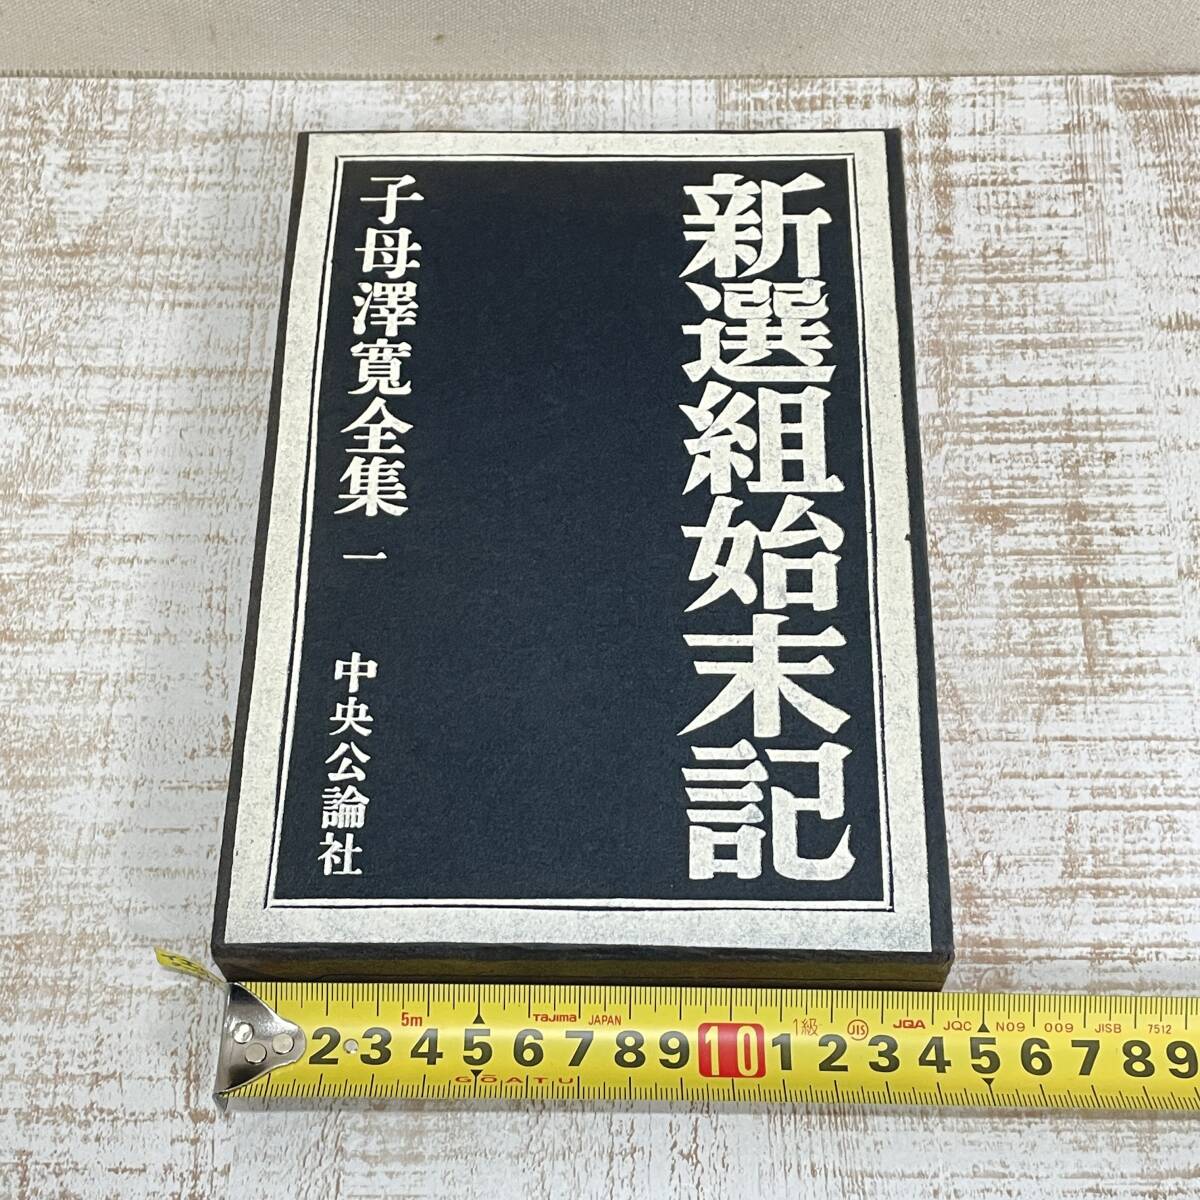 新選組始末記
子母澤寛全集 一
中央公論社
5m Tajima JAPAN 1級 JIS JQA JQC N09 009 JISB 7512
2 3 4 5 6 7 8 9 10 1 2 3 4 5 6 7 8 9
GŌATU